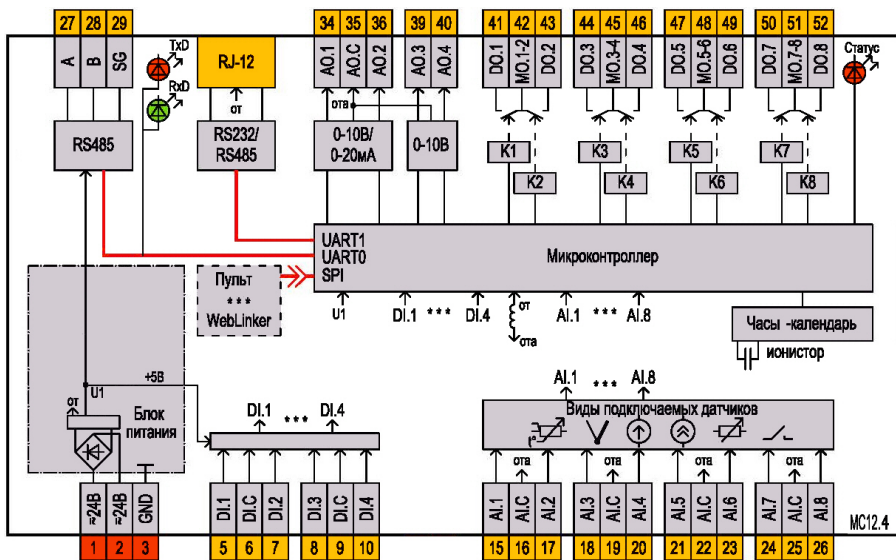 27 28 29 34 35 36 39 40 41 42 43 44 45 46 47 48 49 50 51 52
A B SG
TxD
RxD
RJ-12
AO.1 AO.C AO.2 AO.3 AO.4
DO.1 MO.1-2 DO.2 DO.3 MO.3-4 DO.4 DO.5 MO.5-6 DO.6 DO.7 MO.7-8 DO.8
Статус
от
ота
RS485
RS232/
RS485
0-10В/
0-20мА
0-10В
K1 K3 K5 K7
K2 K4 K6 K8
UART1
UART0
SPI
Микроконтроллер
Пульт
***
WebLinker
U1 DI.1 *** DI.4 от AI.1 *** AI.8
ота
Часы -календарь
ионистор
+5В
от
U1
Блок
питания
DI.1 *** DI.4
AI.1 *** AI.8
Виды подключаемых датчиков
t°
ота ота ота ота
≂24В ≂24В GND
DI.1 DI.C DI.2 DI.3 DI.C DI.4
AI.1 AI.C AI.2 AI.3 AI.C AI.4 AI.5 AI.C AI.6 AI.7 AI.C AI.8
МС12.4
1 2 3 5 6 7 8 9 10 15 16 17 18 19 20 21 22 23 24 25 26